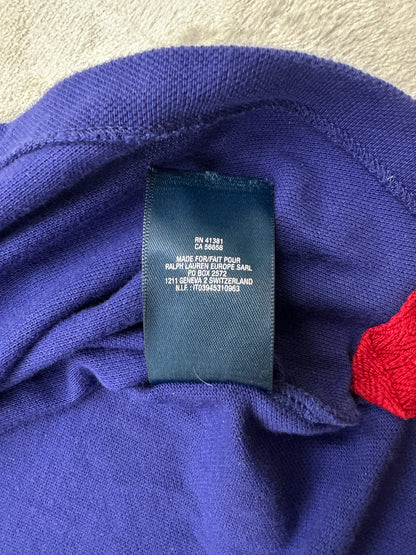 RN 41381
CA 56858
MADE FOR/FAIT POUR
RALPH LAUREN EUROPE SARL
PO BOX 2572
1211 GENEVA 2 SWITZERLAND
N.I.F. : IT03945310963